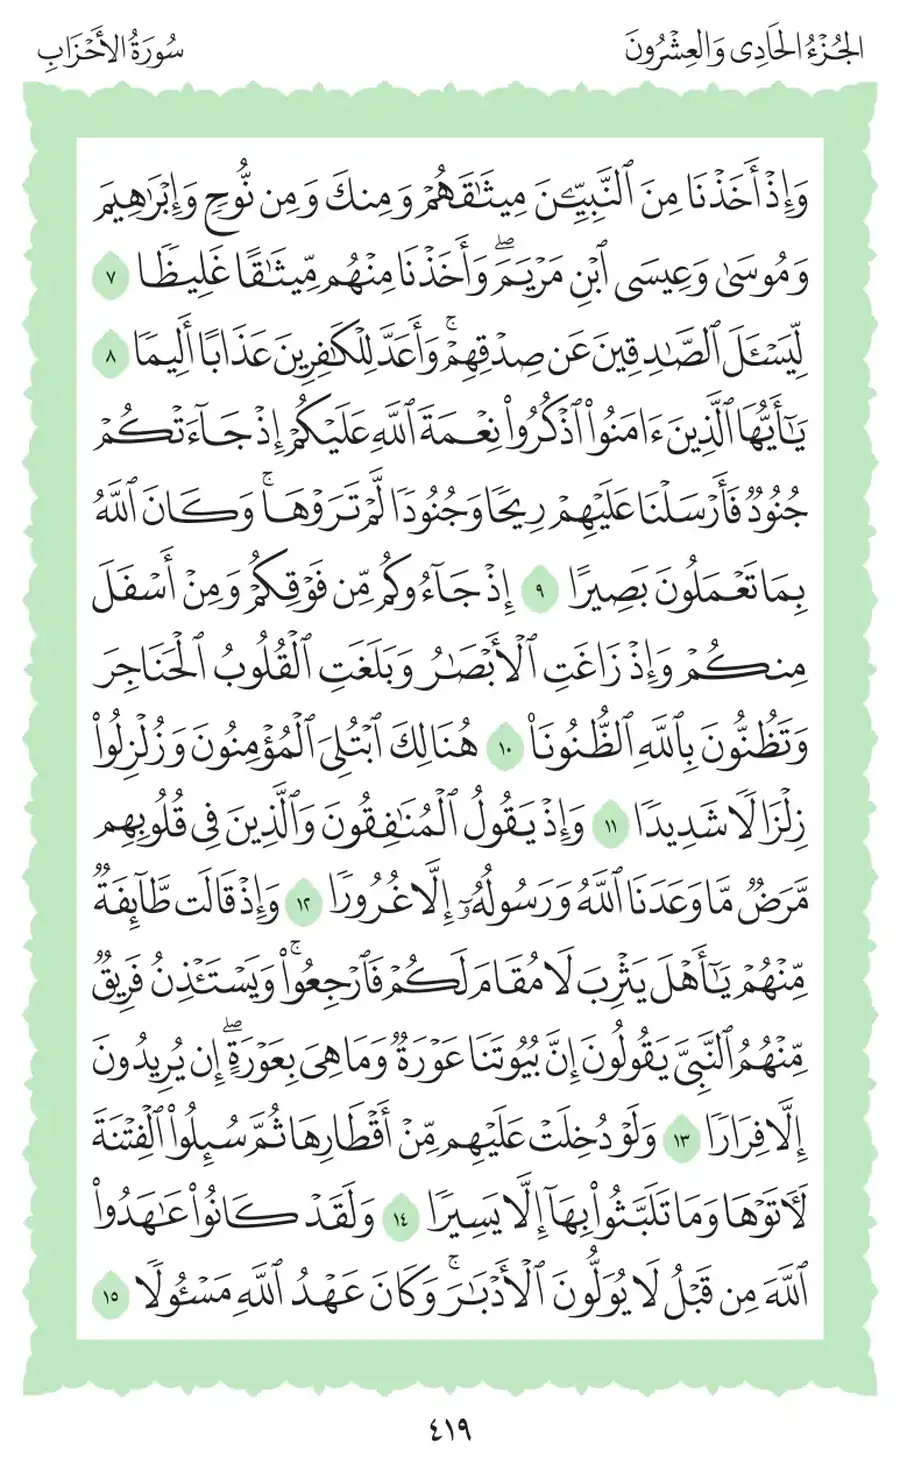 الجُزْءُ الحَادِي وَالعِشْرُونَ
سُورَةُ الأَحْزَابِ
وَإِذْ أَخَذْنَا مِنَ ٱلنَّبِيِّـۧنَ مِيثَٰقَهُمْ وَمِنكَ وَمِن نُّوحٍ وَإِبْرَٰهِيمَ
وَمُوسَىٰ وَعِيسَى ٱبْنِ مَرْيَمَۖ وَأَخَذْنَا مِنْهُم مِّيثَٰقًا غَلِيظًا ٧
لِّيَسْـَٔلَ ٱلصَّٰدِقِينَ عَن صِدْقِهِمْۚ وَأَعَدَّ لِلْكَٰفِرِينَ عَذَابًا أَلِيمًا ٨
يَٰٓأَيُّهَا ٱلَّذِينَ ءَامَنُوا۟ ٱذْكُرُوا۟ نِعْمَةَ ٱللَّهِ عَلَيْكُمْ إِذْ جَآءَتْكُمْ
جُنُودٌ فَأَرْسَلْنَا عَلَيْهِمْ رِيحًا وَجُنُودًا لَّمْ تَرَوْهَاۚ وَكَانَ ٱللَّهُ
بِمَا تَعْمَلُونَ بَصِيرًا ٩ إِذْ جَآءُوكُم مِّن فَوْقِكُمْ وَمِنْ أَسْفَلَ
مِنكُمْ وَإِذْ زَاغَتِ ٱلْأَبْصَٰرُ وَبَلَغَتِ ٱلْقُلُوبُ ٱلْحَنَاجِرَ
وَتَظُنُّونَ بِٱللَّهِ ٱلظُّنُونَا۠ ١٠ هُنَالِكَ ٱبْتُلِىَ ٱلْمُؤْمِنُونَ وَزُلْزِلُوا۟
زِلْزَالًا شَدِيدًا ١١ وَإِذْ يَقُولُ ٱلْمُنَٰفِقُونَ وَٱلَّذِينَ فِى قُلُوبِهِم
مَّرَضٌ مَّا وَعَدَنَا ٱللَّهُ وَرَسُولُهُۥٓ إِلَّا غُرُورًا ١٢ وَإِذْ قَالَت طَّآئِفَةٌ
مِّنْهُمْ يَٰٓأَهْلَ يَثْرِبَ لَا مُقَامَ لَكُمْ فَٱرْجِعُوا۟ۚ وَيَسْتَـْٔذِنُ فَرِيقٌ
مِّنْهُمُ ٱلنَّبِىَّ يَقُولُونَ إِنَّ بُيُوتَنَا عَوْرَةٌ وَمَا هِىَ بِعَوْرَةٍۖ إِن يُرِيدُونَ
إِلَّا فِرَارًا ١٣ وَلَوْ دُخِلَتْ عَلَيْهِم مِّنْ أَقْطَارِهَا ثُمَّ سُئِلُوا۟ ٱلْفِتْنَةَ
لَـَٔاتَوْهَا وَمَا تَلَبَّثُوا۟ بِهَآ إِلَّا يَسِيرًا ١٤ وَلَقَدْ كَانُوا۟ عَٰهَدُوا۟
ٱللَّهَ مِن قَبْلُ لَا يُوَلُّونَ ٱلْأَدْبَٰرَۚ وَكَانَ عَهْدُ ٱللَّهِ مَسْـُٔولًا ١٥
٤١٩